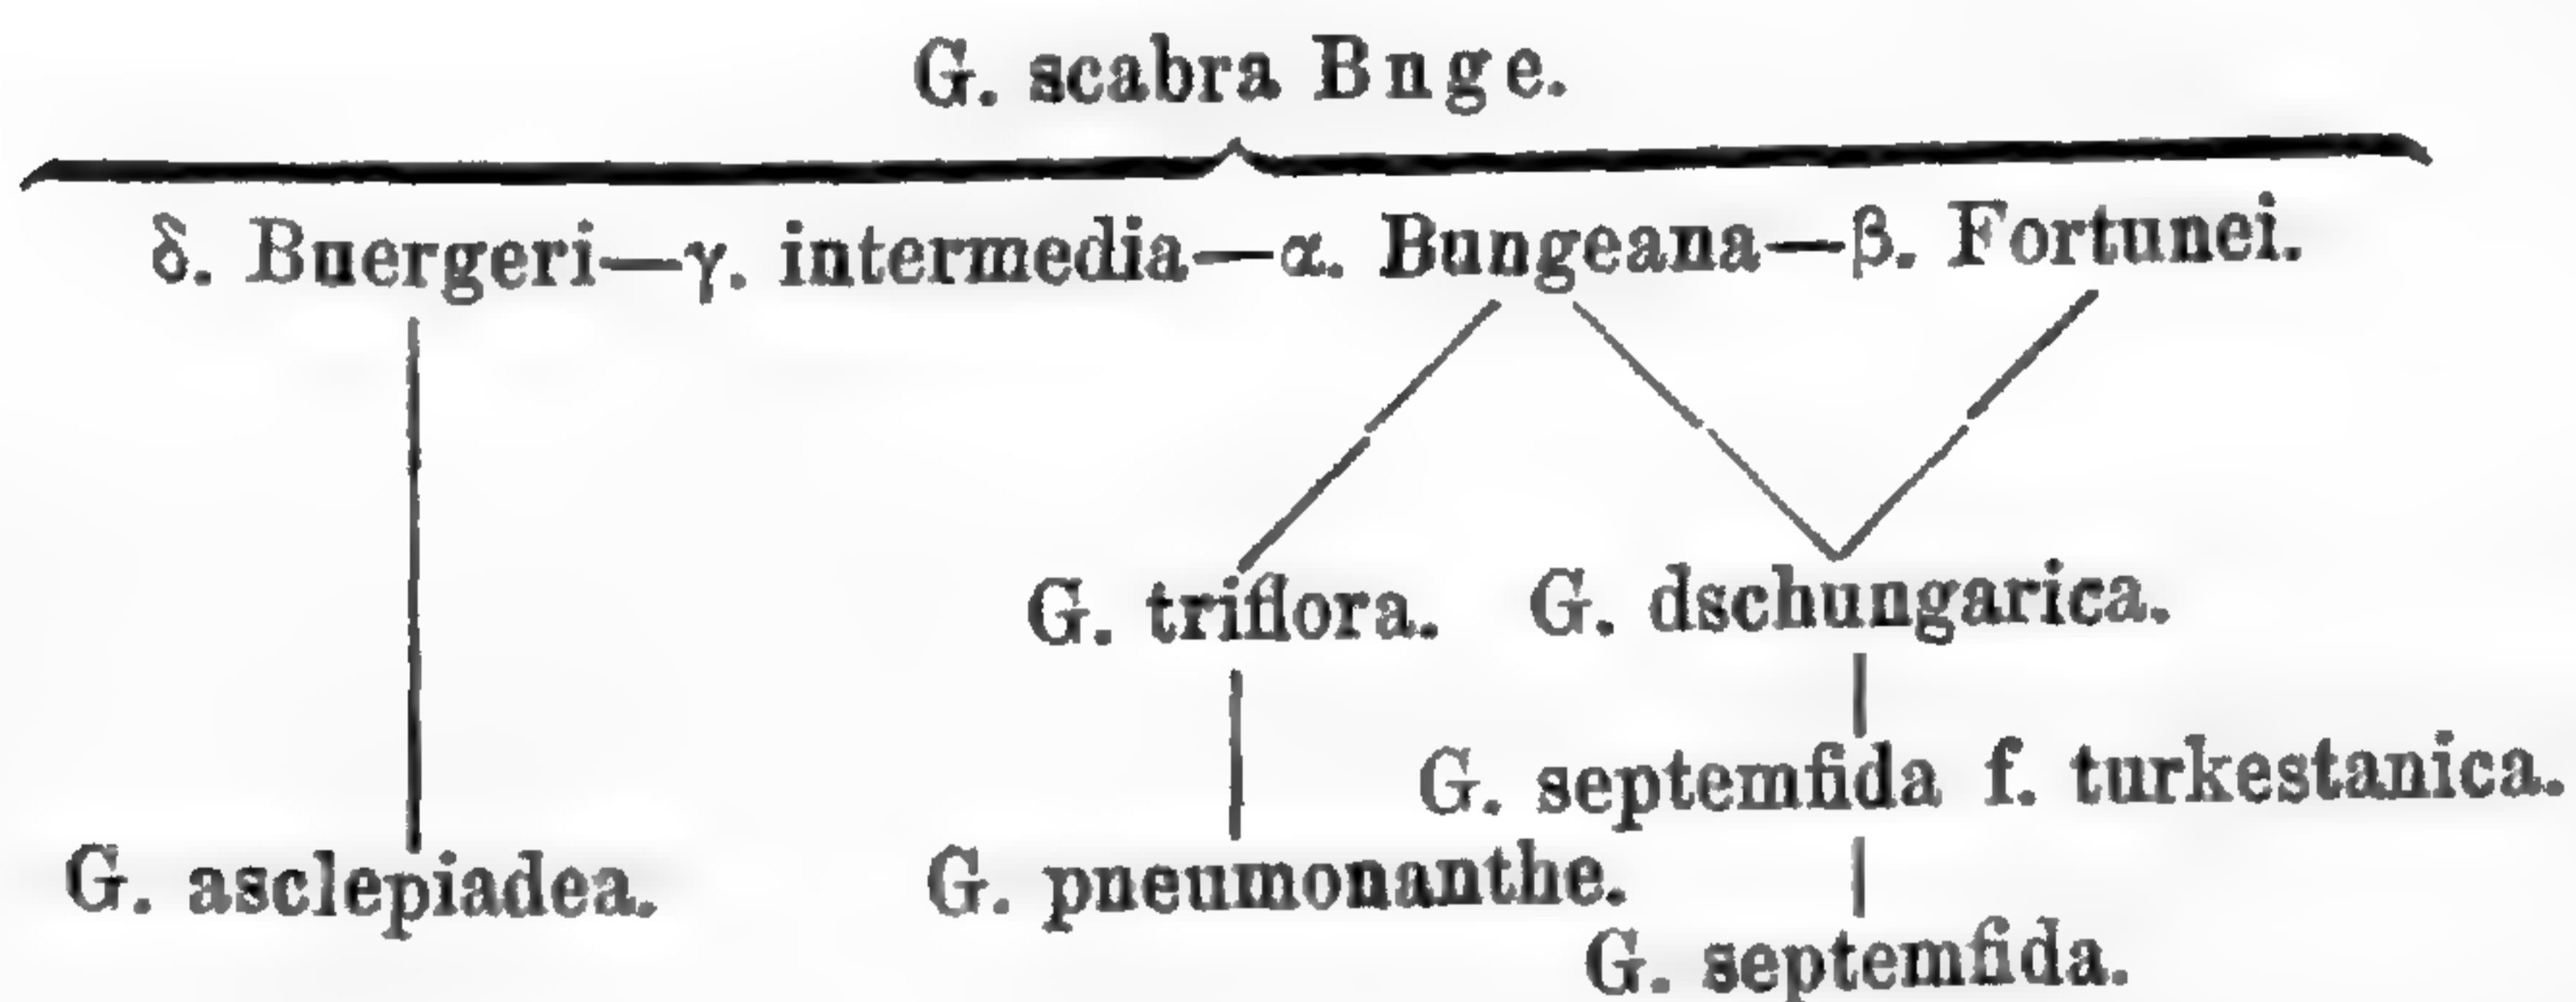 G. scabra Bnge.
δ. Buergeri—γ. intermedia—α. Bungeana—β. Fortunei.
G. triflora. G. dschungarica.
G. septemfida f. turkestanica.
G. asclepiadea. G. pneumonanthe.
G. septemfida.